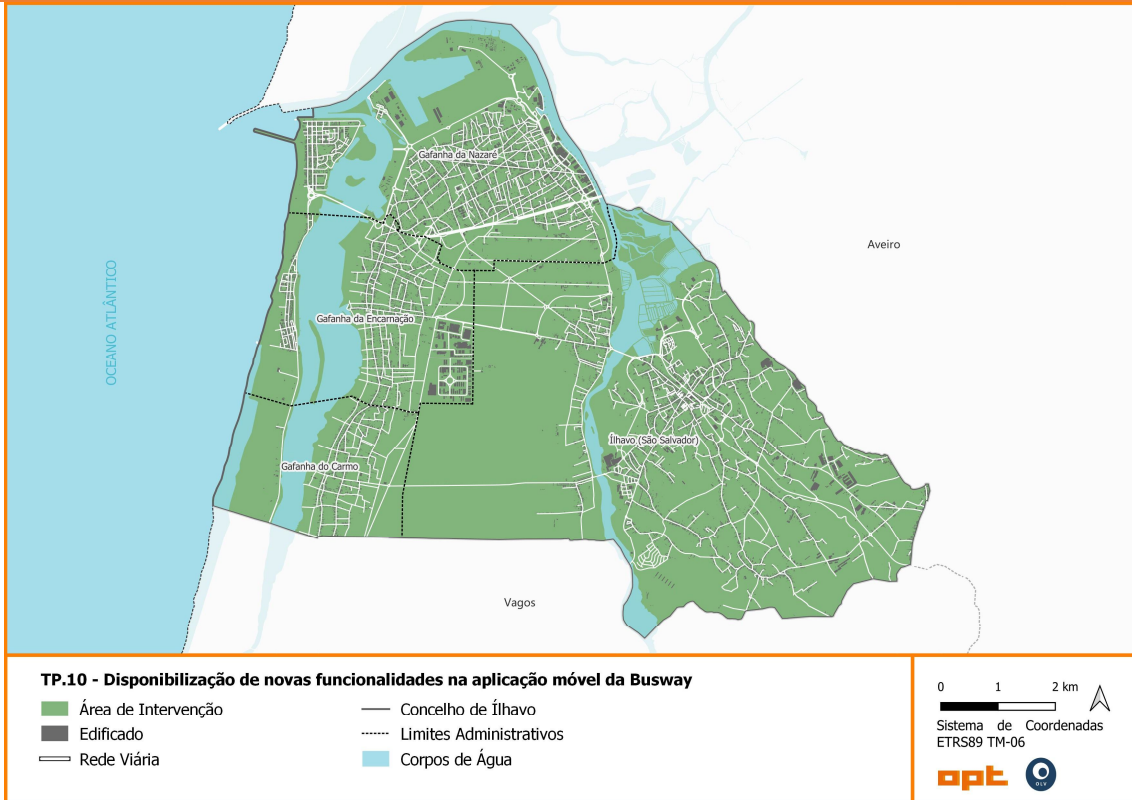 Gafanha da Nazaré
Aveiro
OCEANO ATLÂNTICO
Gafanha da Encarnação
Ílhavo (São Salvador)
Gafanha do Carmo
Vagos
TP.10 - Disponibilização de novas funcionalidades na aplicação móvel da Busway
Área de Intervenção
Edificado
Rede Viária
Concelho de Ílhavo
Limites Administrativos
Corpos de Água
0 1 2 km
Sistema de Coordenadas
ETRS89 TM-06
opt
OLV